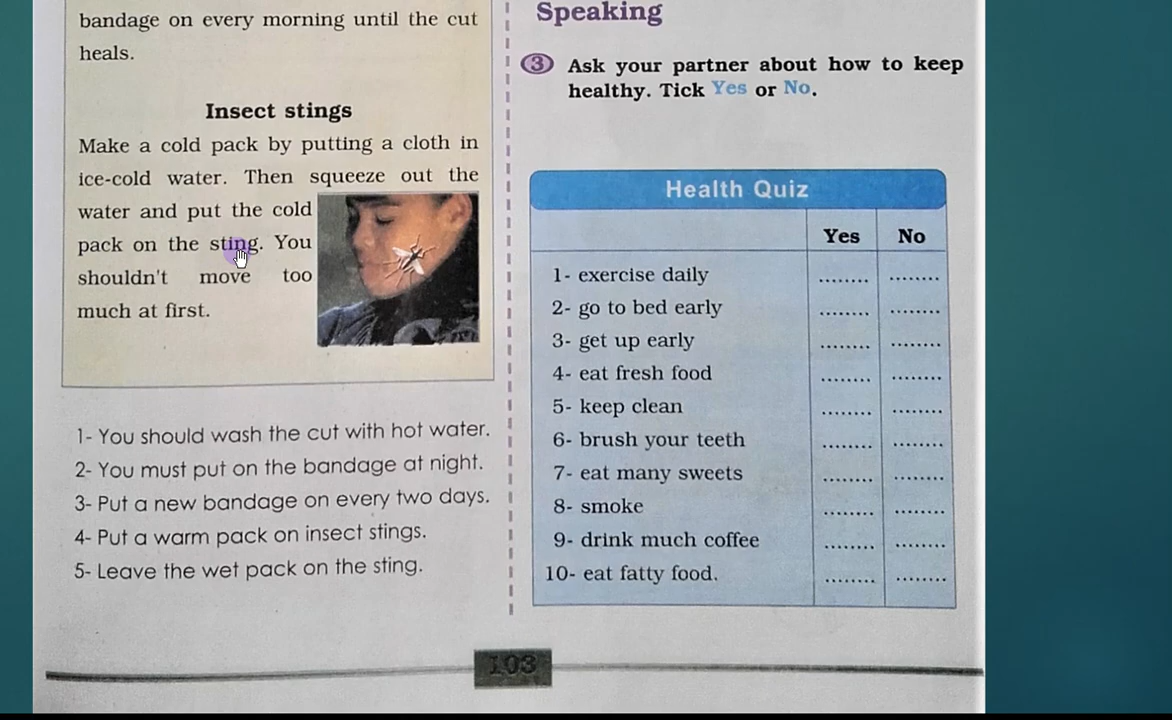 bandage on every morning until the cut
heals.
Insect stings
Make a cold pack by putting a cloth in
ice-cold water. Then squeeze out the
water and put the cold
pack on the sting. You
shouldn't move too
much at first.
1- You should wash the cut with hot water.
2- You must put on the bandage at night.
3- Put a new bandage on every two days.
4- Put a warm pack on insect stings.
5- Leave the wet pack on the sting.
Speaking
3 Ask your partner about how to keep
healthy. Tick Yes or No.
Health Quiz
Yes No
1- exercise daily ........ ........
2- go to bed early ........ ........
3- get up early ........ ........
4- eat fresh food ........ ........
5- keep clean ........ ........
6- brush your teeth ........ ........
7- eat many sweets ........ ........
8- smoke ........ ........
9- drink much coffee ........ ........
10- eat fatty food. ........ ........
103